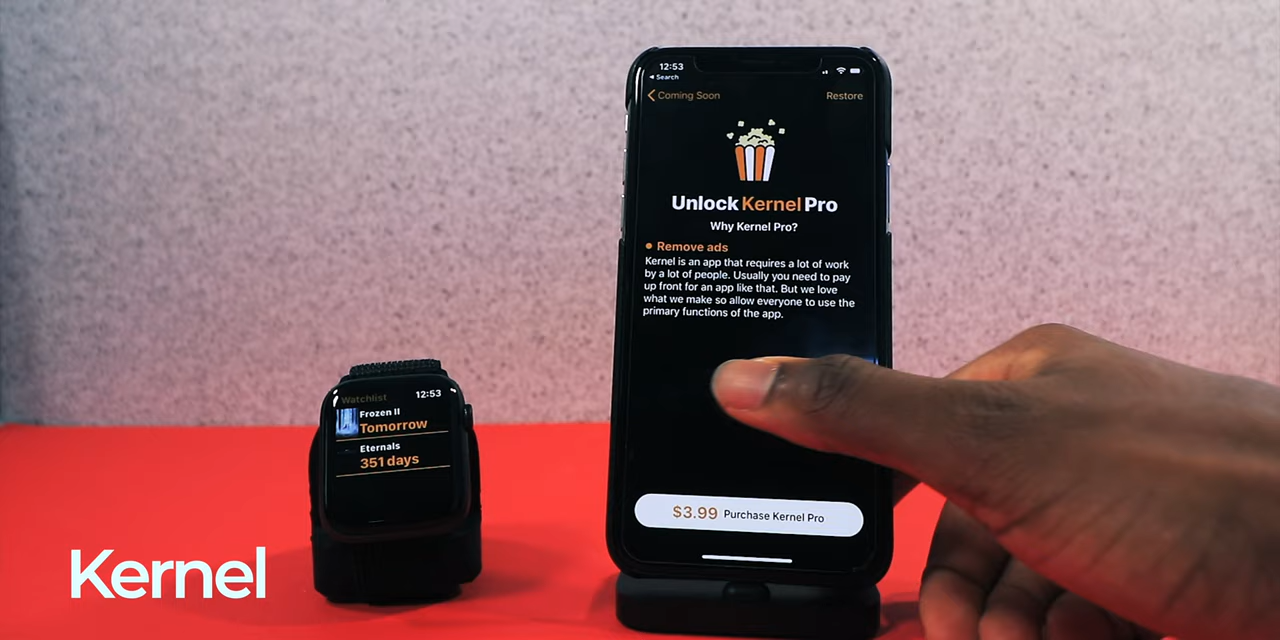 12:53
Search
Coming Soon
Restore
Unlock Kernel Pro
Why Kernel Pro?
Remove ads
Kernel is an app that requires a lot of work
by a lot of people. Usually you need to pay
up front for an app like that. But we love
what we make so allow everyone to use the
primary functions of the app.
$3.99 Purchase Kernel Pro
Watchlist
12:53
Frozen II
Tomorrow
Eternals
351 days
Kernel